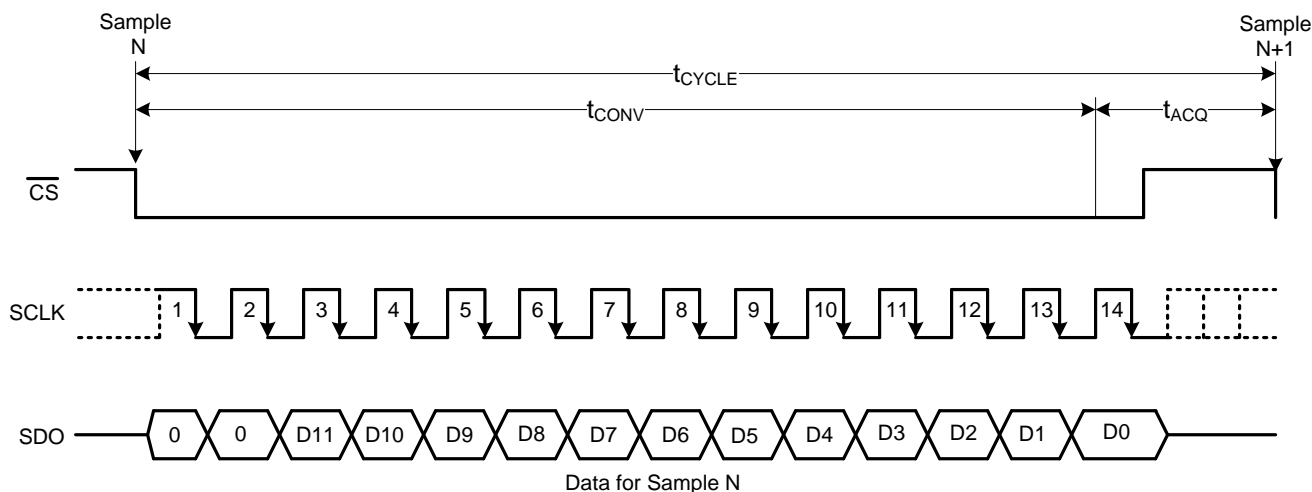 Sample
N
Sample
N+1
tCYCLE
tCONV
tACQ
CS
SCLK
1 2 3 4 5 6 7 8 9 10 11 12 13 14
SDO
0 0 D11 D10 D9 D8 D7 D6 D5 D4 D3 D2 D1 D0
Data for Sample N